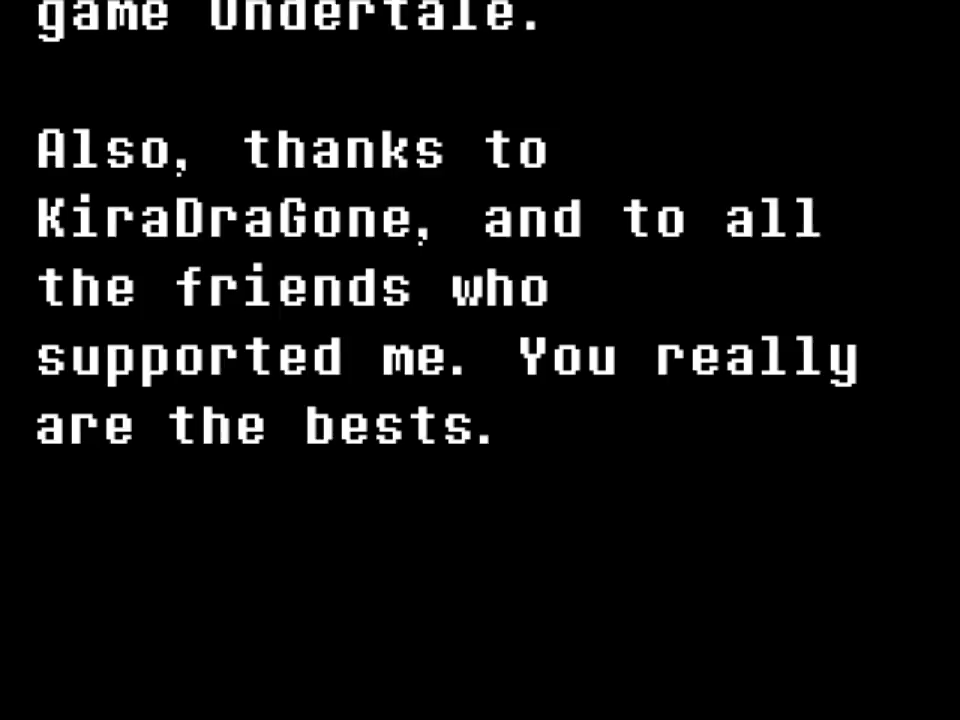 game Undertale.
Also, thanks to
KiraDraGone, and to all
the friends who
supported me. You really
are the bests.